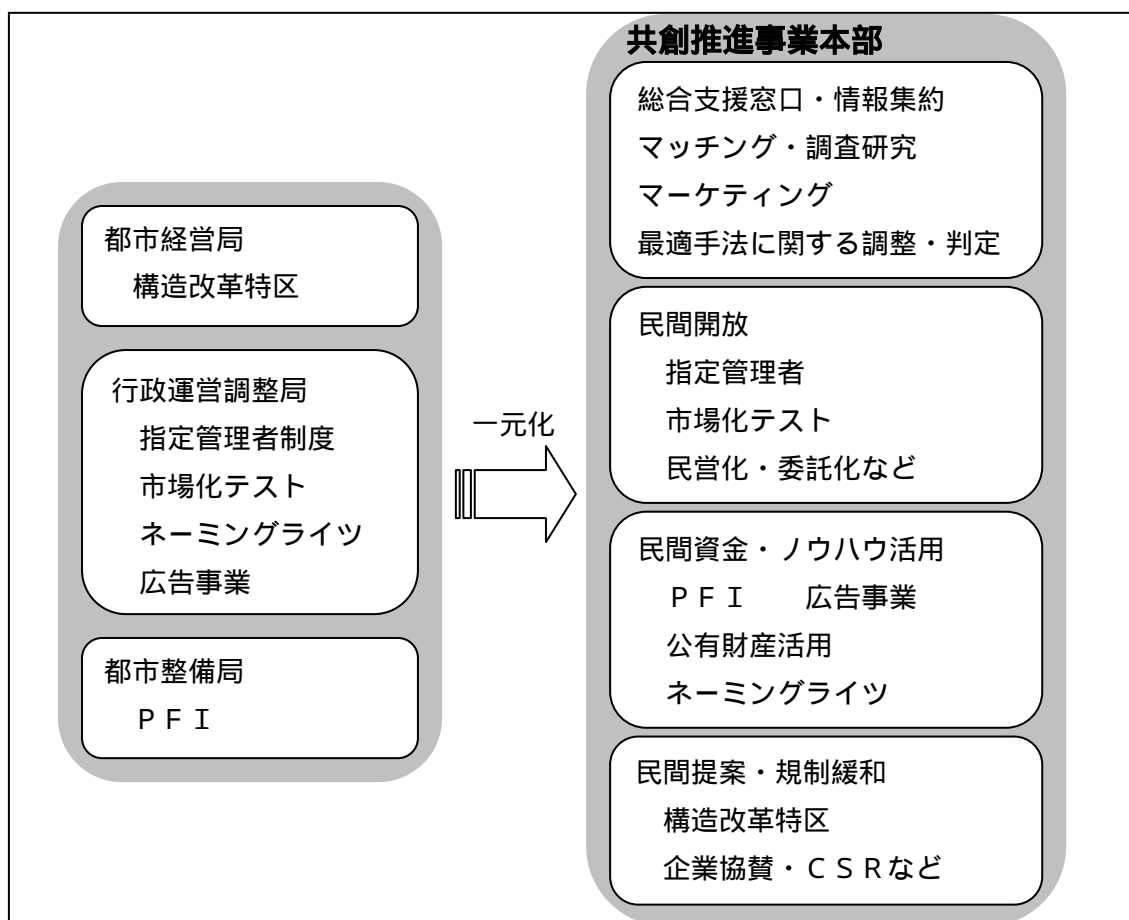 都市経営局
構造改革特区
行政運営調整局
指定管理者制度
市場化テスト
ネーミングライツ
広告事業
都市整備局
ＰＦＩ
一元化
共創推進事業本部
総合支援窓口・情報集約
マッチング・調査研究
マーケティング
最適手法に関する調整・判定
民間開放
指定管理者
市場化テスト
民営化・委託化など
民間資金・ノウハウ活用
ＰＦＩ　　広告事業
公有財産活用
ネーミングライツ
民間提案・規制緩和
構造改革特区
企業協賛・ＣＳＲなど